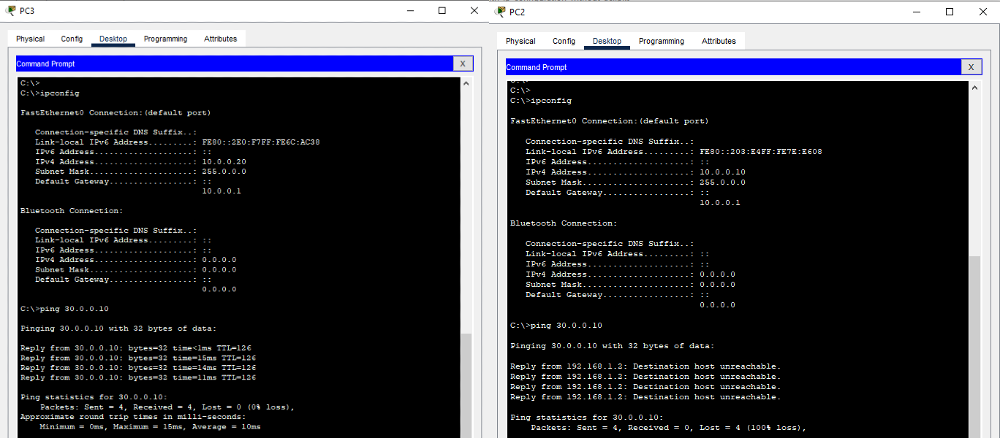 PC3
Physical Config Desktop Programming Attributes
Command Prompt
X
C:\>
C:\>ipconfig
FastEthernet0 Connection:(default port)
Connection-specific DNS Suffix..:
Link-local IPv6 Address.........: FE80::2E0:F7FF:FE6C:AC38
IPv6 Address....................: ::
IPv4 Address....................: 10.0.0.20
Subnet Mask.....................: 255.0.0.0
Default Gateway.................: ::
10.0.0.1
Bluetooth Connection:
Connection-specific DNS Suffix..:
Link-local IPv6 Address.........: ::
IPv6 Address....................: ::
IPv4 Address....................: 0.0.0.0
Subnet Mask.....................: 0.0.0.0
Default Gateway.................: ::
0.0.0.0
C:\>ping 30.0.0.10
Pinging 30.0.0.10 with 32 bytes of data:
Reply from 30.0.0.10: bytes=32 time<1ms TTL=126
Reply from 30.0.0.10: bytes=32 time=15ms TTL=126
Reply from 30.0.0.10: bytes=32 time=14ms TTL=126
Reply from 30.0.0.10: bytes=32 time=11ms TTL=126
Ping statistics for 30.0.0.10:
Packets: Sent = 4, Received = 4, Lost = 0 (0% loss),
Approximate round trip times in milli-seconds:
Minimum = 0ms, Maximum = 15ms, Average = 10ms
PC2
Physical Config Desktop Programming Attributes
Command Prompt
X
C:\>
C:\>ipconfig
FastEthernet0 Connection:(default port)
Connection-specific DNS Suffix..:
Link-local IPv6 Address.........: FE80::203:E4FF:FE7E:E608
IPv6 Address....................: ::
IPv4 Address....................: 10.0.0.10
Subnet Mask.....................: 255.0.0.0
Default Gateway.................: ::
10.0.0.1
Bluetooth Connection:
Connection-specific DNS Suffix..:
Link-local IPv6 Address.........: ::
IPv6 Address....................: ::
IPv4 Address....................: 0.0.0.0
Subnet Mask.....................: 0.0.0.0
Default Gateway.................: ::
0.0.0.0
C:\>ping 30.0.0.10
Pinging 30.0.0.10 with 32 bytes of data:
Reply from 192.168.1.2: Destination host unreachable.
Reply from 192.168.1.2: Destination host unreachable.
Reply from 192.168.1.2: Destination host unreachable.
Reply from 192.168.1.2: Destination host unreachable.
Ping statistics for 30.0.0.10:
Packets: Sent = 4, Received = 0, Lost = 4 (100% loss),